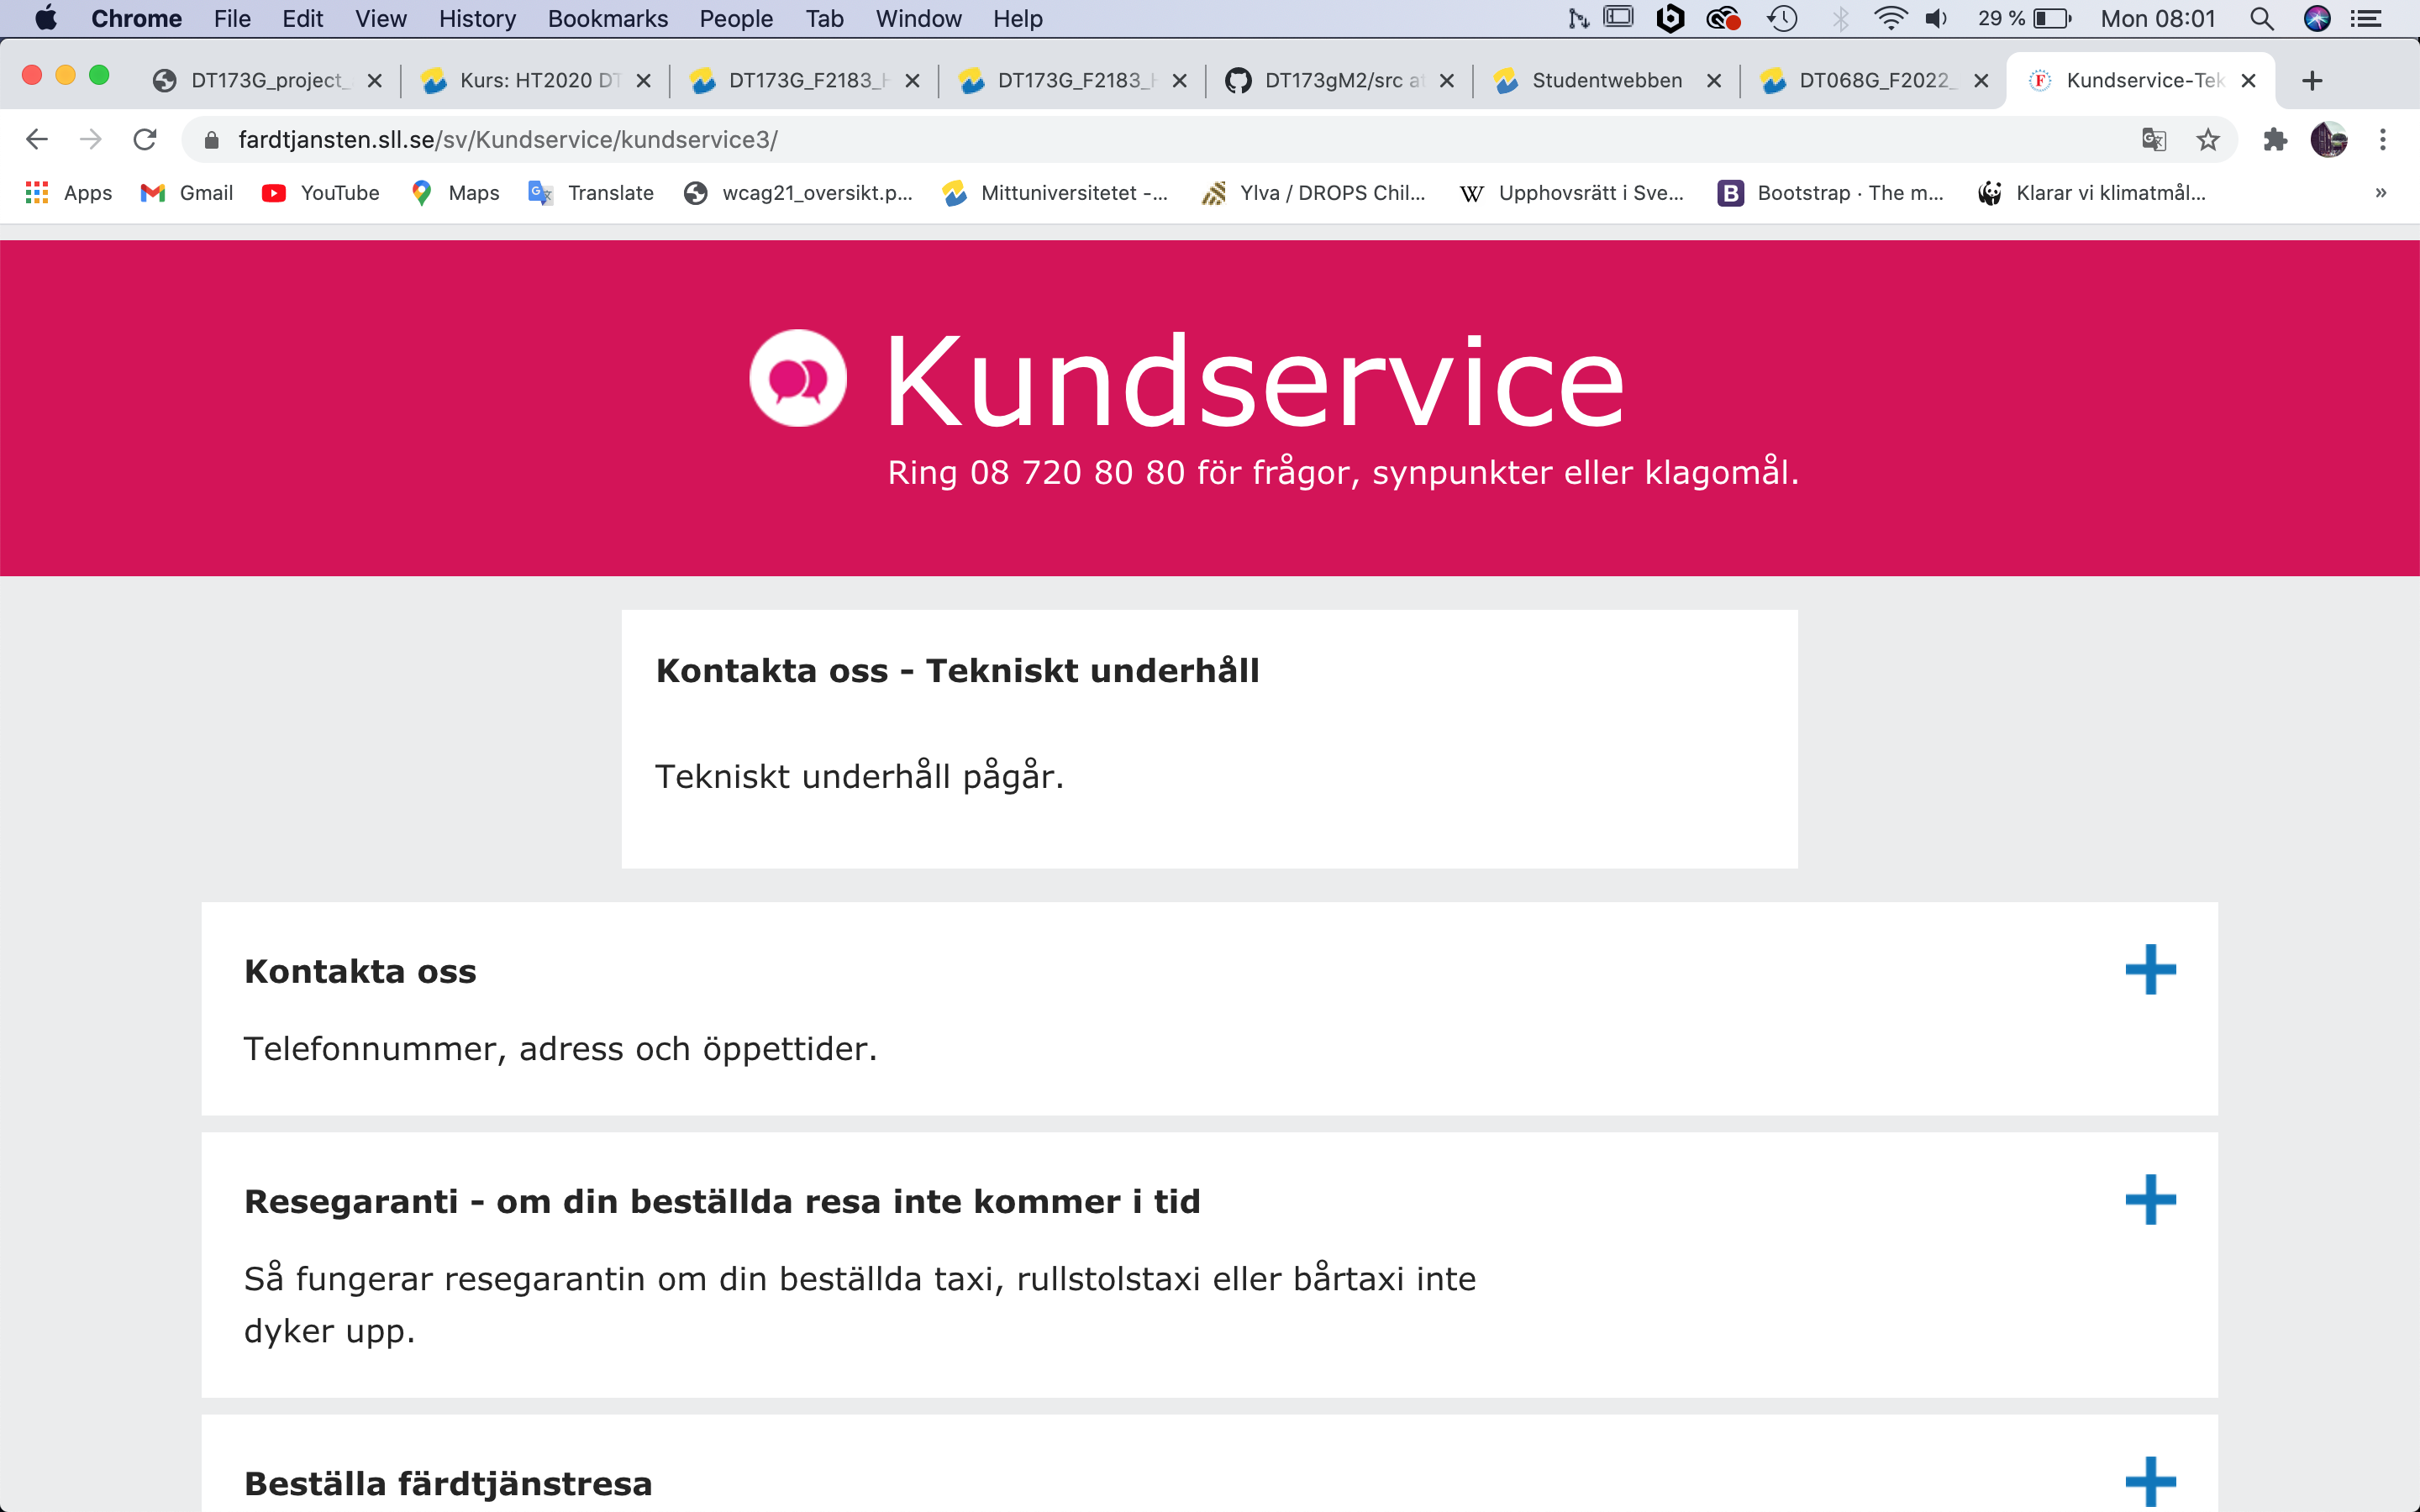 Chrome File Edit View History Bookmarks People Tab Window Help 29 % Mon 08:01
DT173G_project_ Kurs: HT2020 DT DT173G_F2183_H DT173G_F2183_H DT173gM2/src at Studentwebben DT068G_F2022_ Kundservice-Tek
fardtjansten.sll.se/sv/Kundservice/kundservice3/
Apps Gmail YouTube Maps Translate wcag21_oversikt.p... Mittuniversitetet -... Ylva / DROPS Chil... Upphovsrätt i Sve... Bootstrap · The m... Klarar vi klimatmål... »
Kundservice
Ring 08 720 80 80 för frågor, synpunkter eller klagomål.
Kontakta oss - Tekniskt underhåll
Tekniskt underhåll pågår.
Kontakta oss
Telefonnummer, adress och öppettider.
Resegaranti - om din beställda resa inte kommer i tid
Så fungerar resegarantin om din beställda taxi, rullstolstaxi eller bårtaxi inte
dyker upp.
Beställa färdtjänstresa